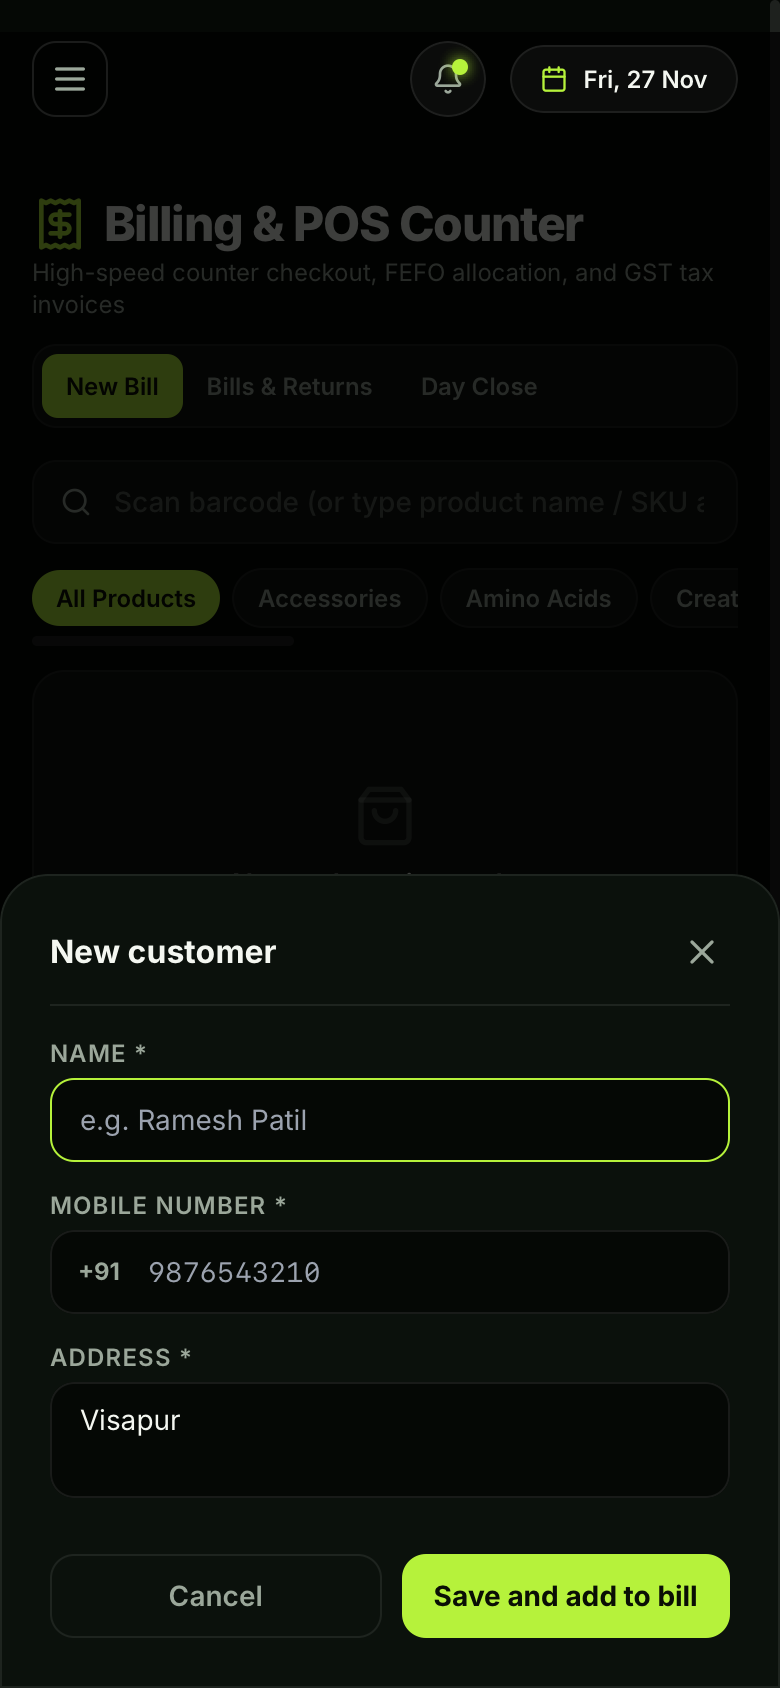 Fri, 27 Nov
Billing & POS Counter
High-speed counter checkout, FEFO allocation, and GST tax
invoices
New Bill Bills & Returns Day Close
Scan barcode (or type product name / SKU
All Products Accessories Amino Acids Creat
New customer
NAME *
e.g. Ramesh Patil
MOBILE NUMBER *
+91 9876543210
ADDRESS *
Visapur
Cancel Save and add to bill